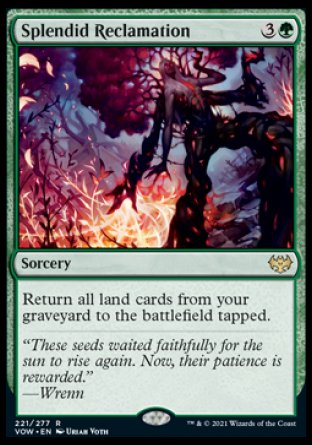 Splendid Reclamation 3
Sorcery
Return all land cards from your
graveyard to the battlefield tapped.
“These seeds waited faithfully for the
sun to rise again. Now, their patience
is rewarded.”
—Wrenn
221/277 R
VOW • EN Uriah Voth ™ & © 2021 Wizards of the Coast